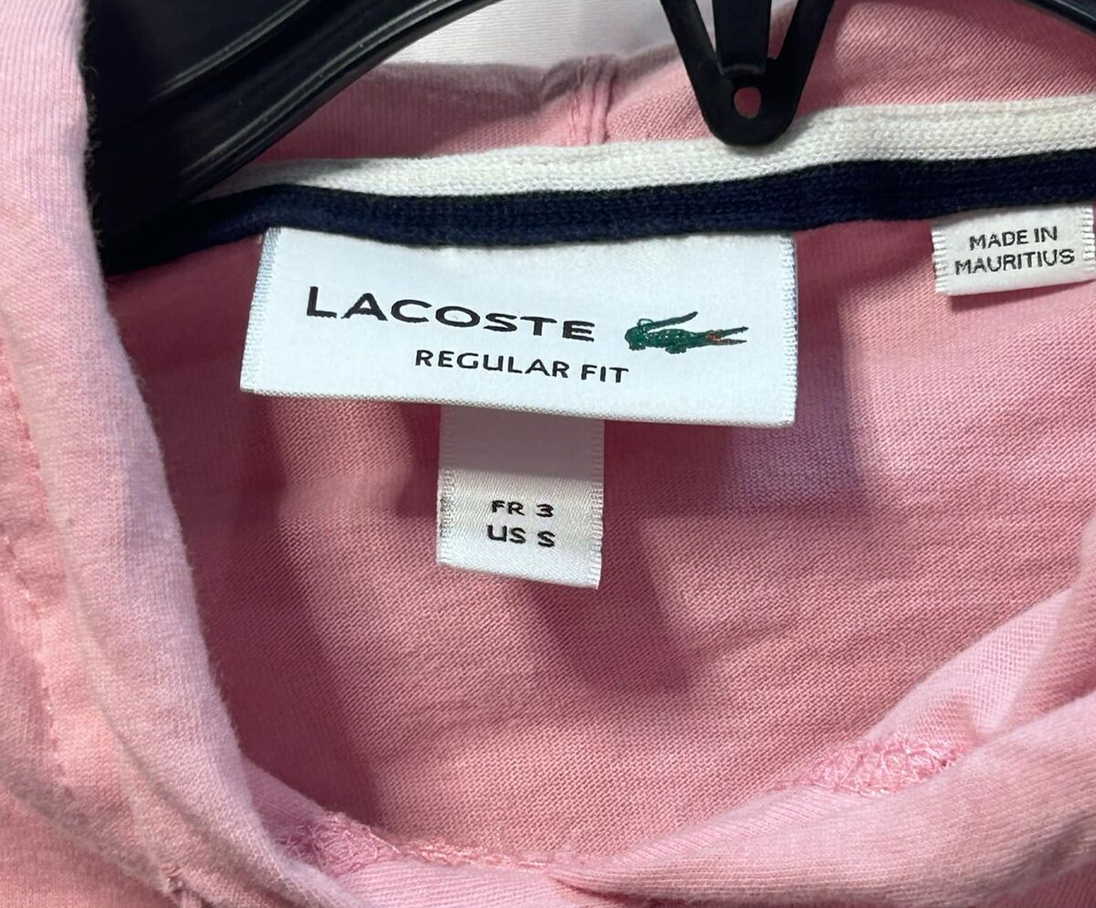 MADE IN
MAURITIUS
LACOSTE
REGULAR FIT
FR 3
US S